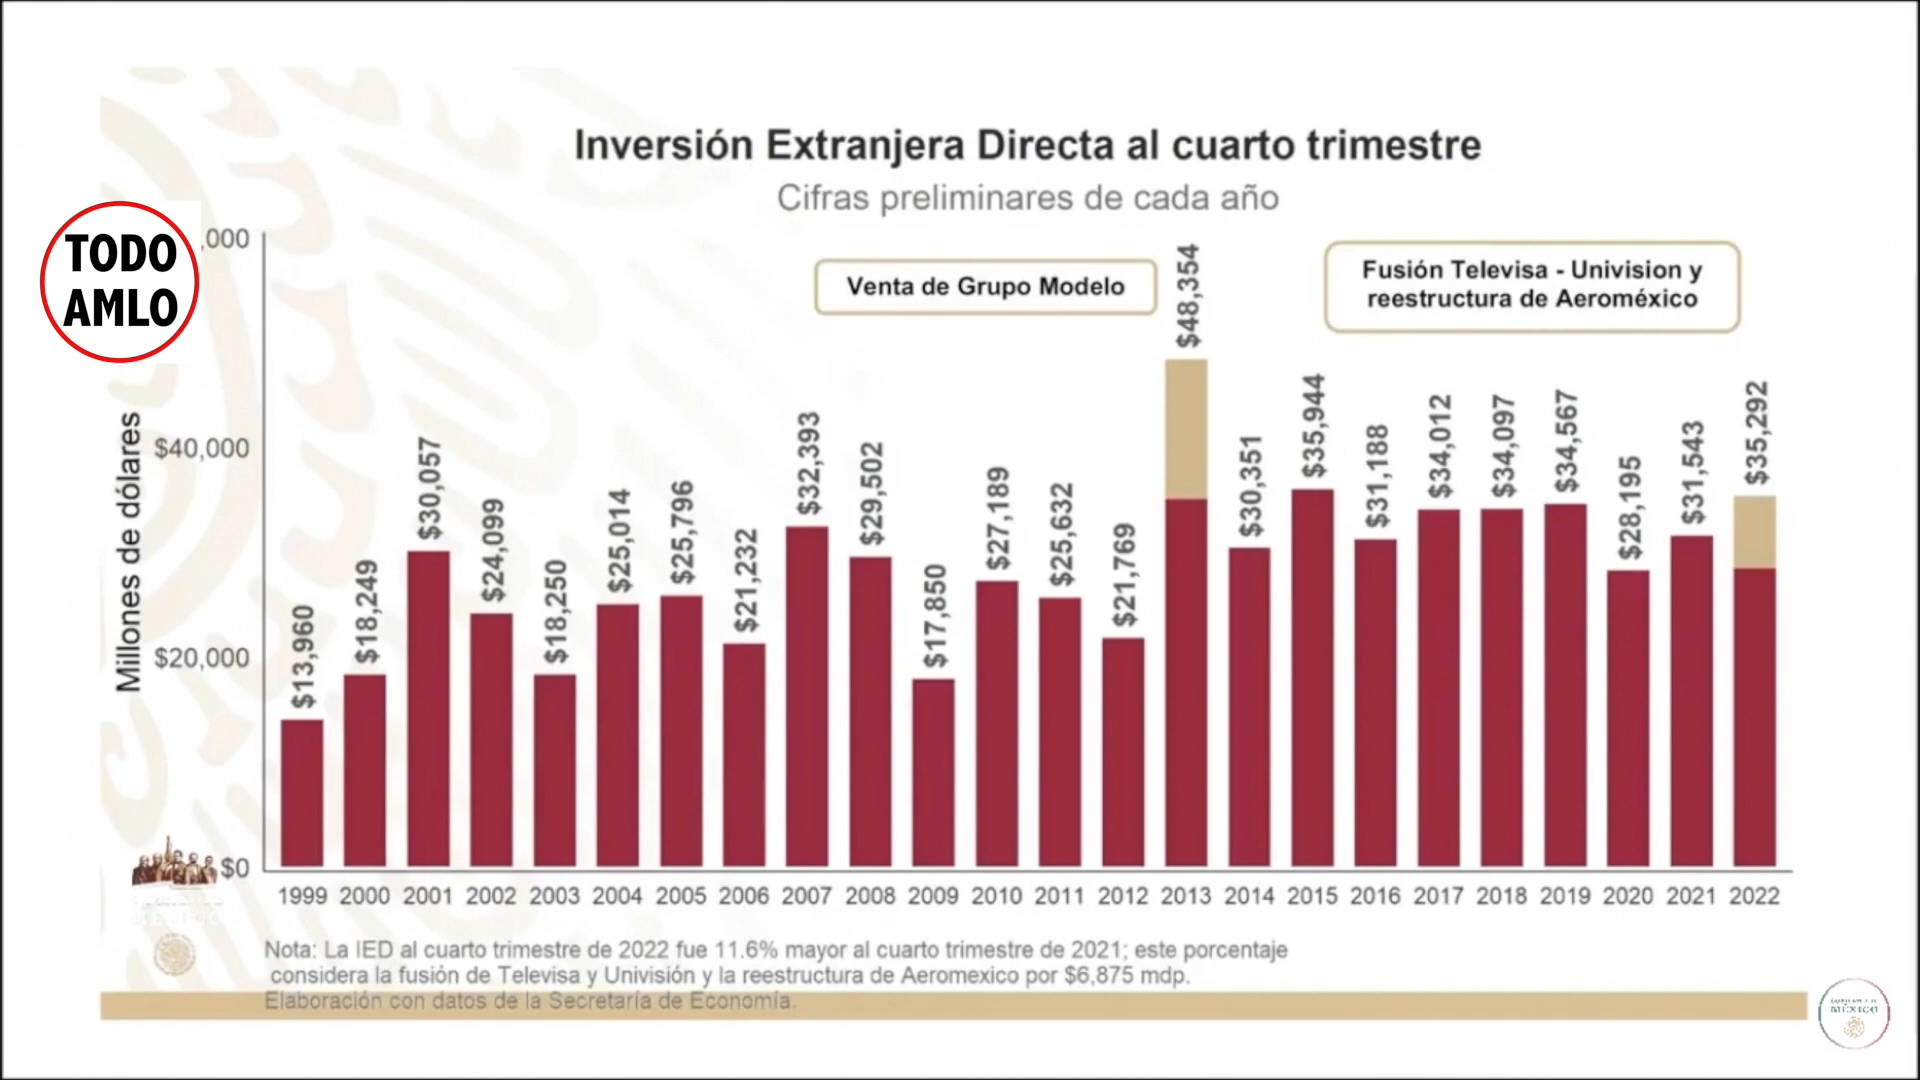 Inversión Extranjera Directa al cuarto trimestre
Cifras preliminares de cada año
TODO
AMLO
,000
$40,000
$20,000
$0
Millones de dólares
Venta de Grupo Modelo
Fusión Televisa - Univision y
reestructura de Aeroméxico
$13,960
$18,249
$30,057
$24,099
$18,250
$25,014
$25,796
$21,232
$32,393
$29,502
$17,850
$27,189
$25,632
$21,769
$48,354
$30,351
$35,944
$31,188
$34,012
$34,097
$34,567
$28,195
$31,543
$35,292
1999 2000 2001 2002 2003 2004 2005 2006 2007 2008 2009 2010 2011 2012 2013 2014 2015 2016 2017 2018 2019 2020 2021 2022
Nota: La IED al cuarto trimestre de 2022 fue 11.6% mayor al cuarto trimestre de 2021; este porcentaje
considera la fusión de Televisa y Univisión y la reestructura de Aeromexico por $6,875 mdp.
Elaboración con datos de la Secretaría de Economía.
MÉXICO